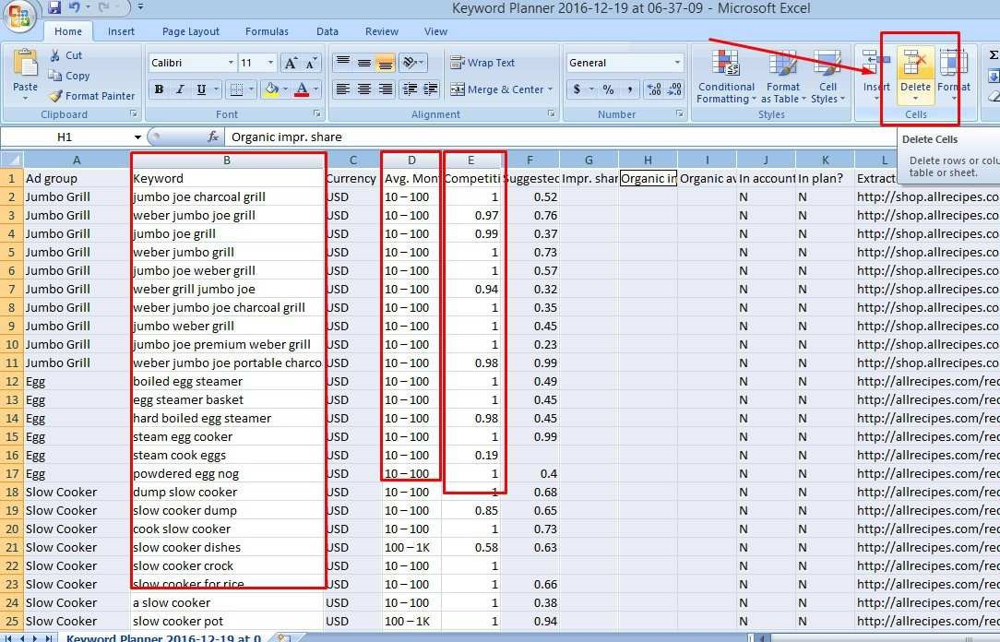 Keyword Planner 2016-12-19 at 06-37-09 - Microsoft Excel
Home Insert Page Layout Formulas Data Review View
Paste Cut Copy Format Painter Clipboard
Calibri 11 A A B I U A Font
Wrap Text Merge & Center Alignment
General $ % , .00 .0 Number
Conditional Formatting Format as Table Cell Styles Styles
Insert Delete Format Cells Σ
Delete Cells
Delete rows or colu
table or sheet.
H1 fx Organic impr. share
A B C D E F G H I J K L
1 Ad group Keyword Currency Avg. Mon Competiti Suggested Impr. shar Organic in Organic av In account In plan? Extract
2 Jumbo Grill jumbo joe charcoal grill USD 10 – 100 1 0.52 N N http://shop.allrecipes.co
3 Jumbo Grill weber jumbo joe grill USD 10 – 100 0.97 0.76 N N http://shop.allrecipes.co
4 Jumbo Grill jumbo joe grill USD 10 – 100 0.99 0.37 N N http://shop.allrecipes.co
5 Jumbo Grill weber jumbo grill USD 10 – 100 1 0.73 N N http://shop.allrecipes.co
6 Jumbo Grill jumbo joe weber grill USD 10 – 100 1 0.57 N N http://shop.allrecipes.co
7 Jumbo Grill weber grill jumbo joe USD 10 – 100 0.94 0.32 N N http://shop.allrecipes.co
8 Jumbo Grill weber jumbo joe charcoal grill USD 10 – 100 1 0.35 N N http://shop.allrecipes.co
9 Jumbo Grill jumbo weber grill USD 10 – 100 1 0.45 N N http://shop.allrecipes.co
10 Jumbo Grill jumbo joe premium weber grill USD 10 – 100 1 0.23 N N http://shop.allrecipes.co
11 Jumbo Grill weber jumbo joe portable charco USD 10 – 100 0.98 0.99 N N http://shop.allrecipes.co
12 Egg boiled egg steamer USD 10 – 100 1 0.49 N N http://allrecipes.com/rec
13 Egg egg steamer basket USD 10 – 100 1 0.45 N N http://allrecipes.com/rec
14 Egg hard boiled egg steamer USD 10 – 100 0.98 0.45 N N http://allrecipes.com/rec
15 Egg steam egg cooker USD 10 – 100 1 0.99 N N http://allrecipes.com/rec
16 Egg steam cook eggs USD 10 – 100 0.19 N N http://allrecipes.com/rec
17 Egg powdered egg nog USD 10 – 100 1 0.4 N N http://allrecipes.com/rec
18 Slow Cooker dump slow cooker USD 10 – 100 1 0.68 N N http://allrecipes.com/rec
19 Slow Cooker slow cooker dump USD 10 – 100 0.85 0.65 N N http://allrecipes.com/rec
20 Slow Cooker cook slow cooker USD 10 – 100 1 0.73 N N http://allrecipes.com/rec
21 Slow Cooker slow cooker dishes USD 100 – 1K 0.58 0.63 N N http://allrecipes.com/rec
22 Slow Cooker slow cooker crock USD 10 – 100 1 N N http://allrecipes.com/rec
23 Slow Cooker slow cooker for rice USD 10 – 100 1 0.66 N N http://allrecipes.com/rec
24 Slow Cooker a slow cooker USD 10 – 100 1 0.38 N N http://allrecipes.com/rec
25 Slow Cooker slow cooker pot USD 100 – 1K 1 0.94 N N http://allrecipes.com/rec
Keyword Planner 2016-12-19 at 0